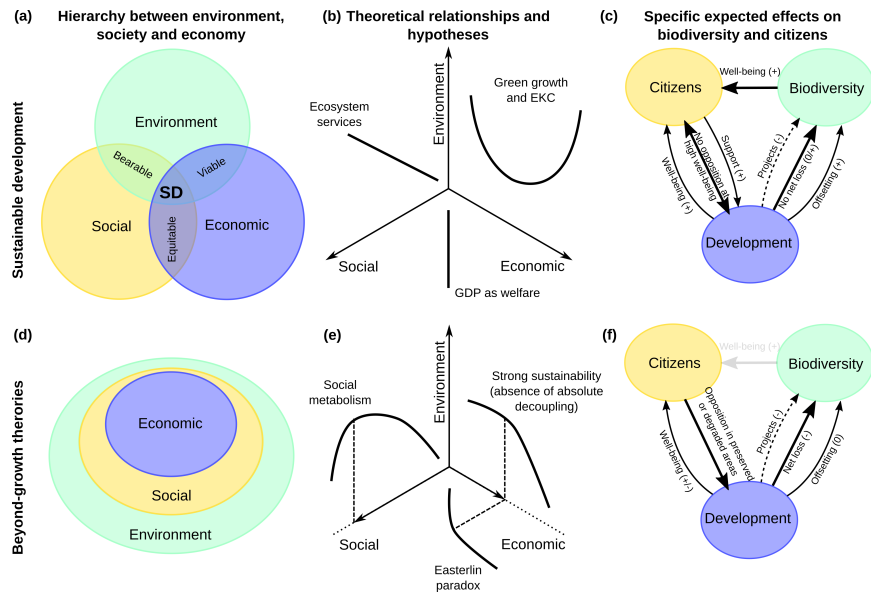 (a)
Hierarchy between environment,
society and economy
(b)
Theoretical relationships and
hypotheses
(c)
Specific expected effects on
biodiversity and citizens
Sustainable development
Environment
Bearable
Viable
SD
Social
Economic
Equitable
Environment
Ecosystem
services
Green growth
and EKC
Social
Economic
GDP as welfare
Citizens
Well-being (+)
Biodiversity
Well-being (+)
No opposition as
high well-being
Support (+)
Projects (-)
No net loss (0/+)
Offsetting (+)
Development
Beyond-growth therories
(d)
Economic
Social
Environment
(e)
Environment
Social
metabolism
Strong sustainability
(absence of absolute
decoupling)
Social
Economic
Easterlin
paradox
(f)
Citizens
Well-being (+)
Biodiversity
Well-being (+/-)
Opposition in preserved
or degraded areas
Projects (-)
Net loss (-)
Offsetting (0)
Development